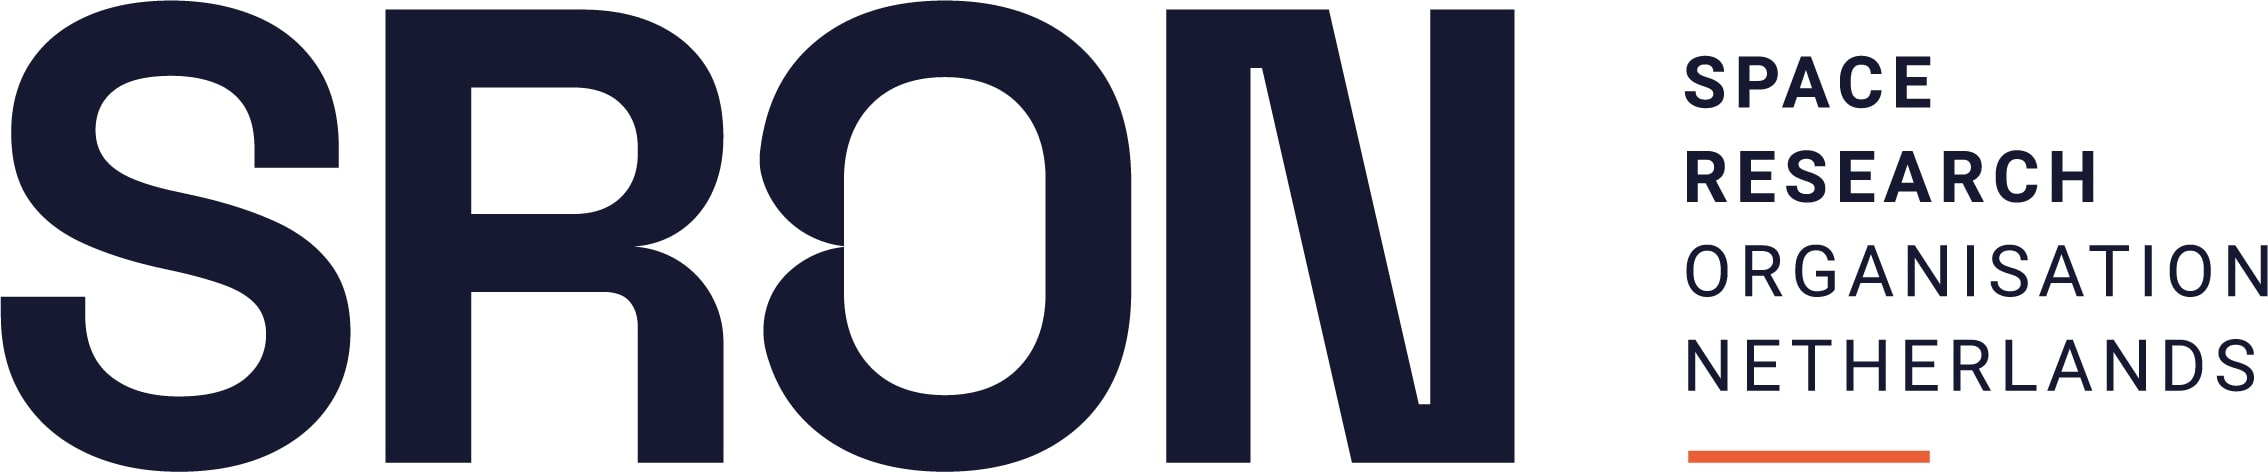 SRON
SPACE
RESEARCH
ORGANISATION
NETHERLANDS